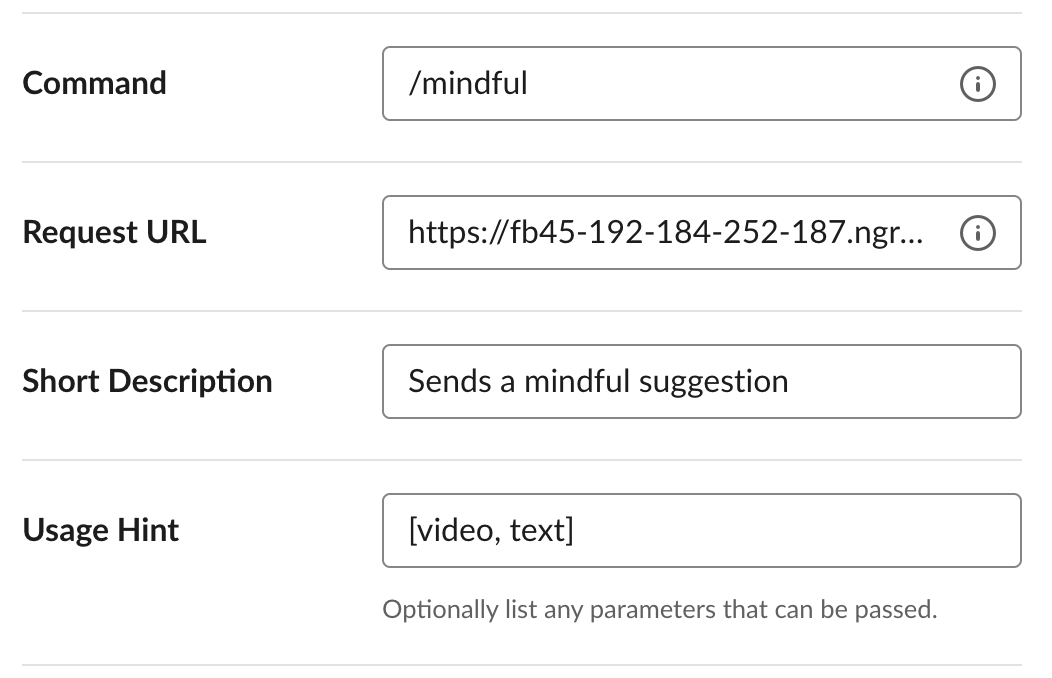 Command
/mindful
Request URL
https://fb45-192-184-252-187.ngr...
Short Description
Sends a mindful suggestion
Usage Hint
[video, text]
Optionally list any parameters that can be passed.